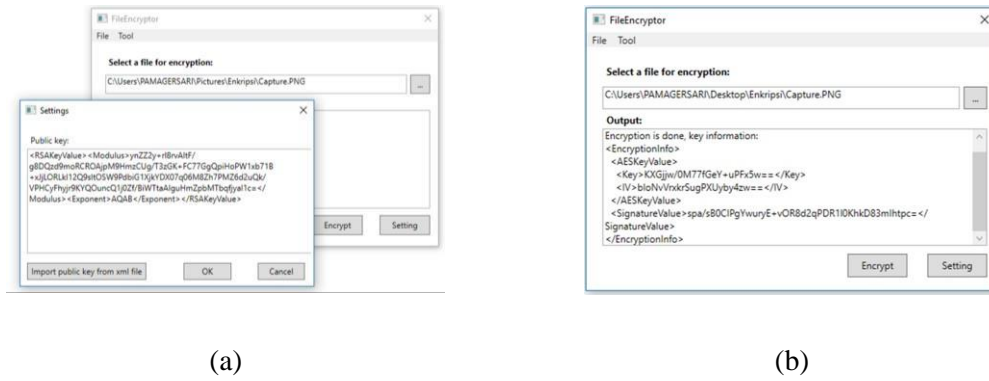 FileEncryptor
File Tool
Select a file for encryption:
C:\Users\PAMAGERSARI\Pictures\Enkripsi\Capture.PNG
...
Settings
Public key:
<RSAKeyValue><Modulus>ynZZ2y+rI8rvAltF/
g8DQzd9moRCROAjpM9HmzCUg/T3zGK+FC77GgQpiHoPW1xb71B
+xJjLORLkl12Q9sltOSW9PdbiG1XjkYDX07q06M8Zh7PMZ6d2uQk/
VPHCyFhyjr9KYQOuncQ1j0Zf/BiWTtaAlguHmZpbMTbqfjyal1c=</
Modulus><Exponent>AQAB</Exponent></RSAKeyValue>
Encrypt Setting
Import public key from xml file OK Cancel
(a)
FileEncryptor
File Tool
Select a file for encryption:
C:\Users\PAMAGERSARI\Desktop\Enkripsi\Capture.PNG
...
Output:
Encryption is done, key information:
<EncryptionInfo>
<AESKeyValue>
<Key>KXGjjw/0M77fGeY+uPFx5w==</Key>
<IV>bloNvVrxkrSugPXUyby4zw==</IV>
</AESKeyValue>
<SignatureValue>spa/sB0ClPgYwuryE+vOR8d2qPDR1l0KhkD83mlhtpc=</
SignatureValue>
</EncryptionInfo>
Encrypt Setting
(b)